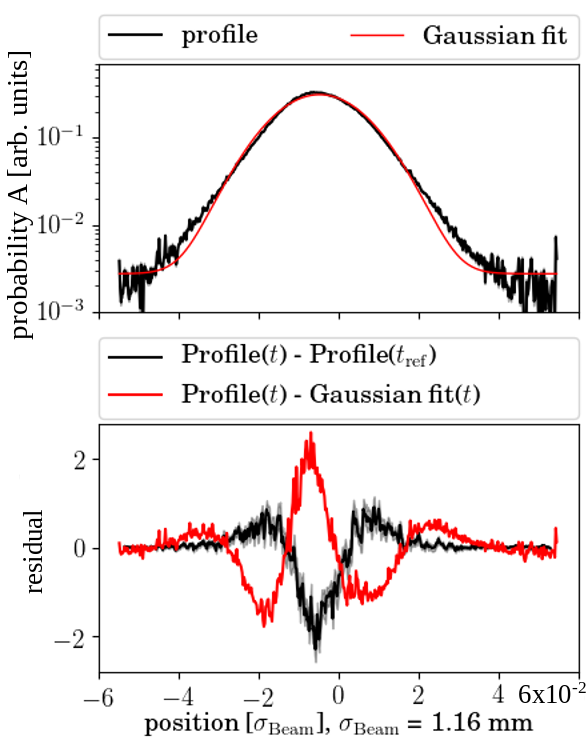 profile Gaussian fit
probability A [arb. units]
10⁻¹
10⁻²
10⁻³
Profile(t) - Profile(t_ref)
Profile(t) - Gaussian fit(t)
residual
2
0
−2
−6 −4 −2 0 2 4 6x10⁻²
position [σ_Beam], σ_Beam = 1.16 mm